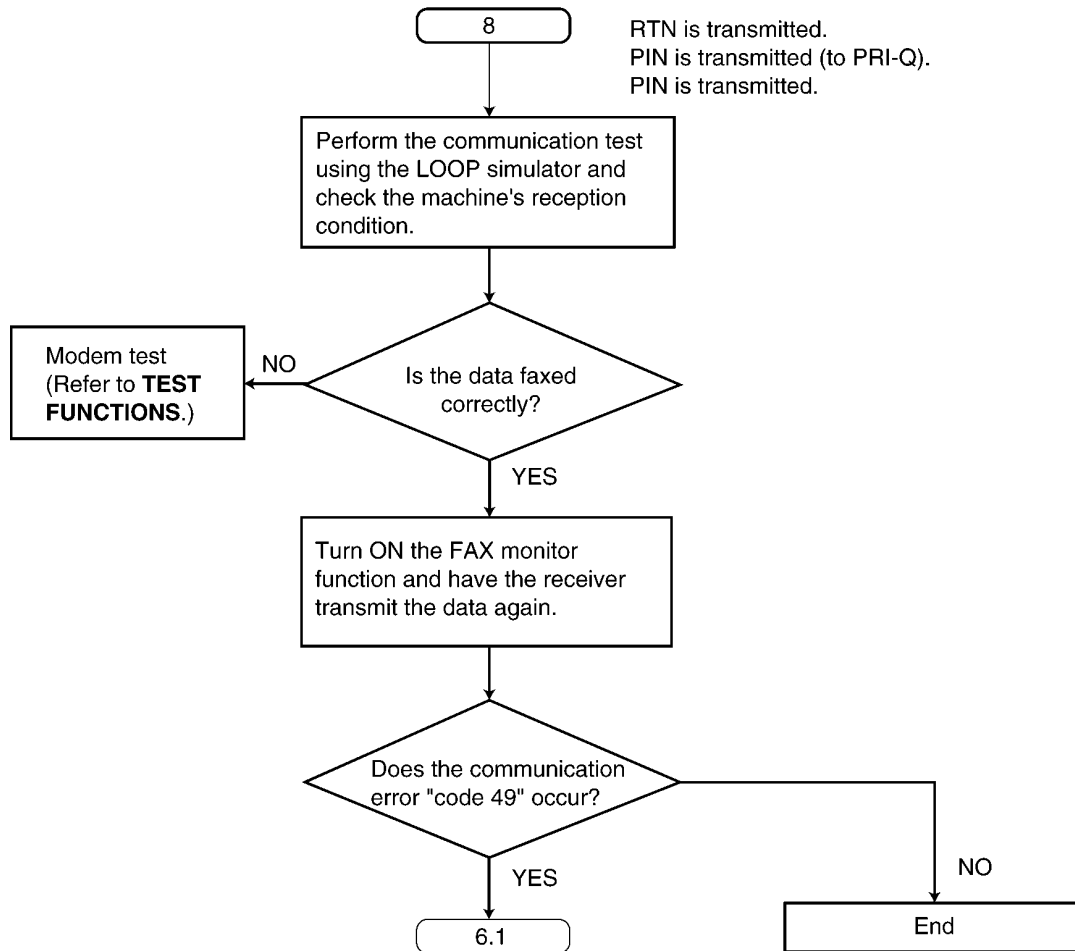 8
RTN is transmitted.
PIN is transmitted (to PRI-Q).
PIN is transmitted.
Perform the communication test
using the LOOP simulator and
check the machine's reception
condition.
Modem test
(Refer to TEST
FUNCTIONS.)
NO
Is the data faxed
correctly?
YES
Turn ON the FAX monitor
function and have the receiver
transmit the data again.
Does the communication
error "code 49" occur?
YES
NO
6.1
End